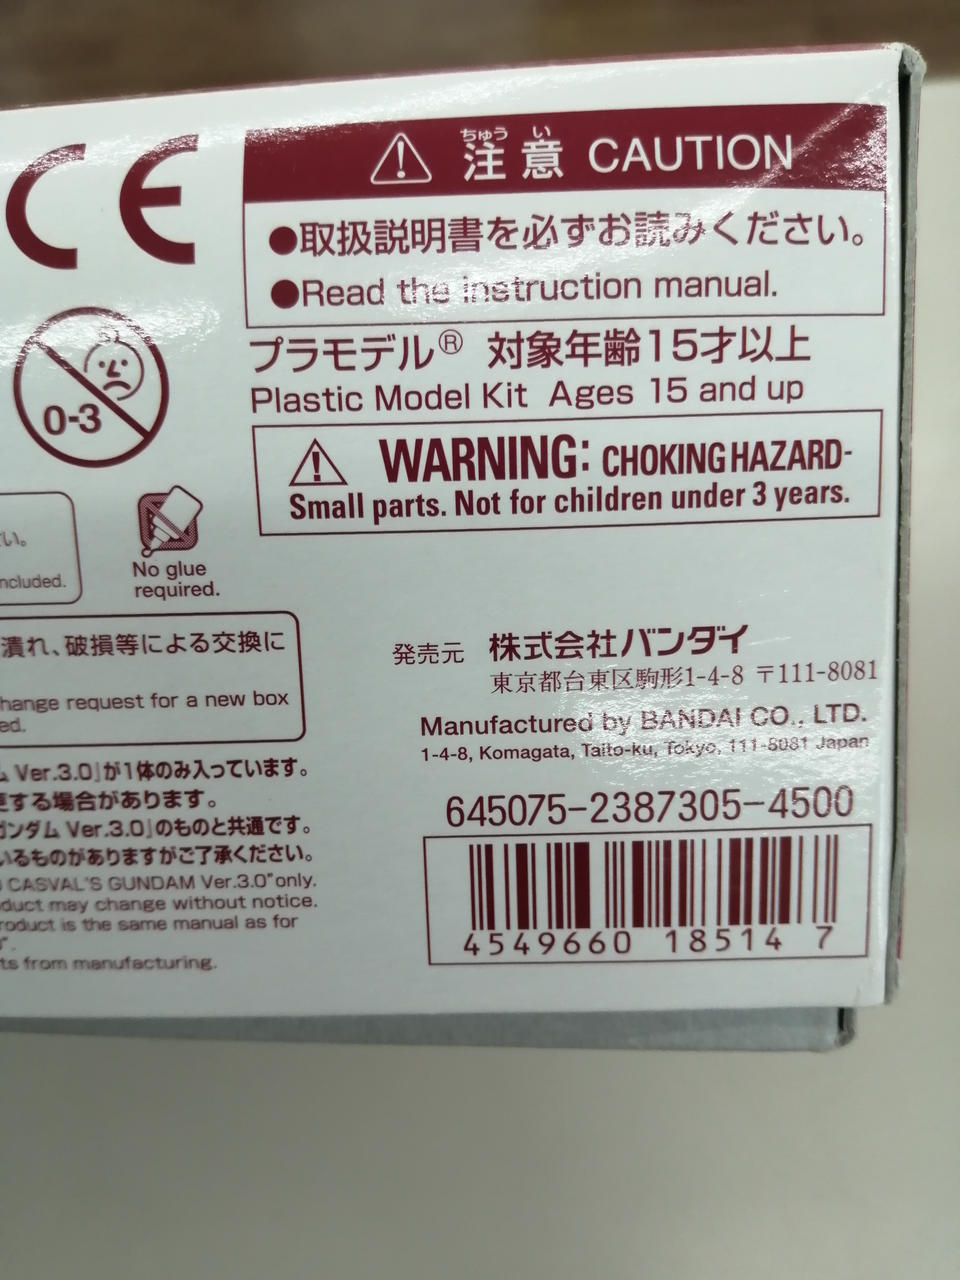 CE
ちゅう い
注意 CAUTION
●取扱説明書を必ずお読みください。
●Read the instruction manual.
プラモデル® 対象年齢15才以上
Plastic Model Kit Ages 15 and up
0-3
WARNING: CHOKING HAZARD-
Small parts. Not for children under 3 years.
い。
ncluded.
No glue
required.
潰れ、破損等による交換に
hange request for a new box
ed.
発売元 株式会社バンダイ
東京都台東区駒形1-4-8 〒111-8081
Manufactured by BANDAI CO., LTD.
1-4-8, Komagata, Taito-ku, Tokyo, 111-8081 Japan
ム Ver.3.0」が1体のみ入っています。
更する場合があります。
ガンダム Ver.3.0」のものと共通です。
いるものがありますがご了承ください。
CASVAL'S GUNDAM Ver.3.0" only.
duct may change without notice.
roduct is the same manual as for
ts from manufacturing.
645075-2387305-4500
4549660 18514 7